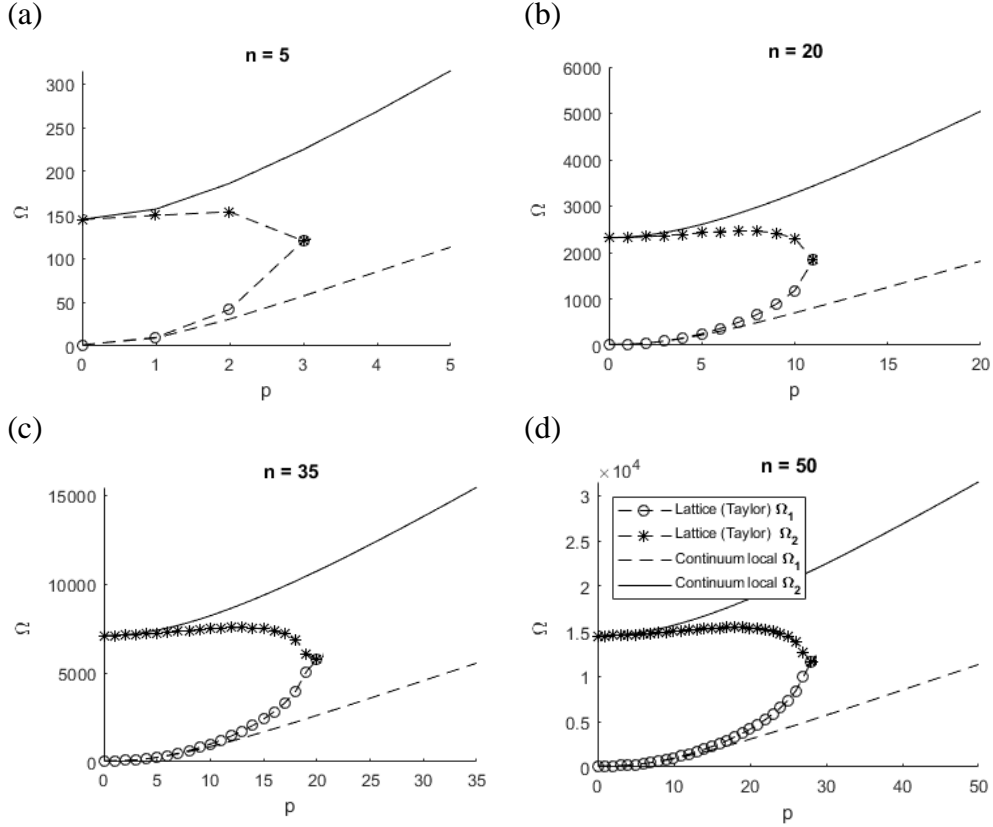 (a)
n = 5
300
250
200
150
100
50
0
Ω
0 1 2 3 4 5
p
(b)
n = 20
6000
5000
4000
3000
2000
1000
0
Ω
0 5 10 15 20
p
(c)
n = 35
15000
10000
5000
0
Ω
0 5 10 15 20 25 30 35
p
(d)
n = 50
×10⁴
3
2.5
2
1.5
1
0.5
0
Ω
Lattice (Taylor) Ω₁
Lattice (Taylor) Ω₂
Continuum local Ω₁
Continuum local Ω₂
0 10 20 30 40 50
p